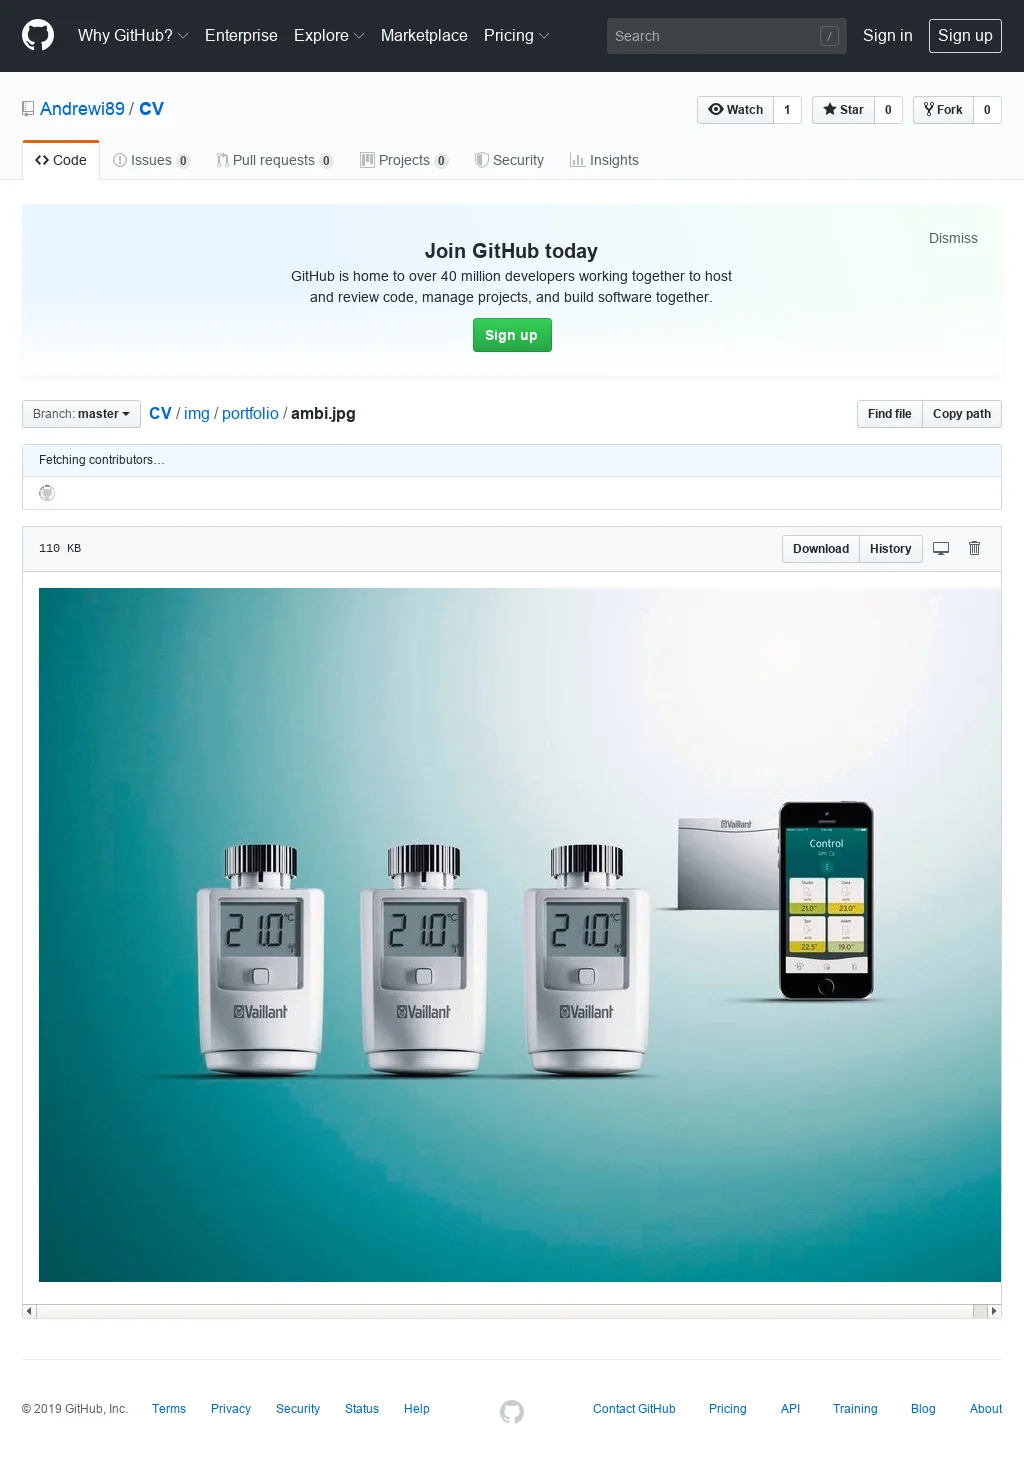 Why GitHub? Enterprise Explore Marketplace Pricing Search / Sign in Sign up
Andrewi89 / CV Watch 1 Star 0 Fork 0
Code Issues 0 Pull requests 0 Projects 0 Security Insights
Dismiss
Join GitHub today
GitHub is home to over 40 million developers working together to host
and review code, manage projects, and build software together.
Sign up
Branch: master CV / img / portfolio / ambi.jpg Find file Copy path
Fetching contributors…
110 KB Download History
Vaillant
Control
21.0° 23.0°
22.5° 19.0°
21.0 °C 21.0 °C 21.0 °C
Vaillant Vaillant Vaillant
© 2019 GitHub, Inc. Terms Privacy Security Status Help Contact GitHub Pricing API Training Blog About